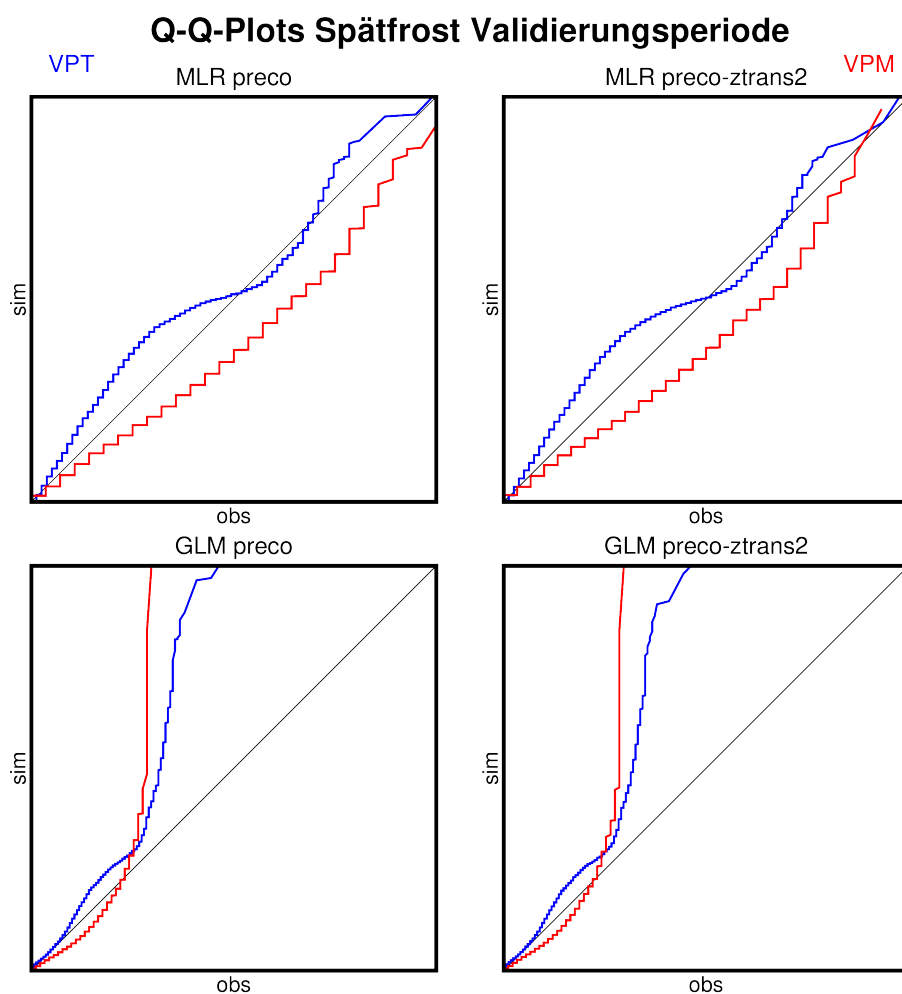 Q-Q-Plots Spätfrost Validierungsperiode
VPT
VPM
MLR preco
MLR preco-ztrans2
sim
sim
obs
obs
GLM preco
GLM preco-ztrans2
sim
sim
obs
obs